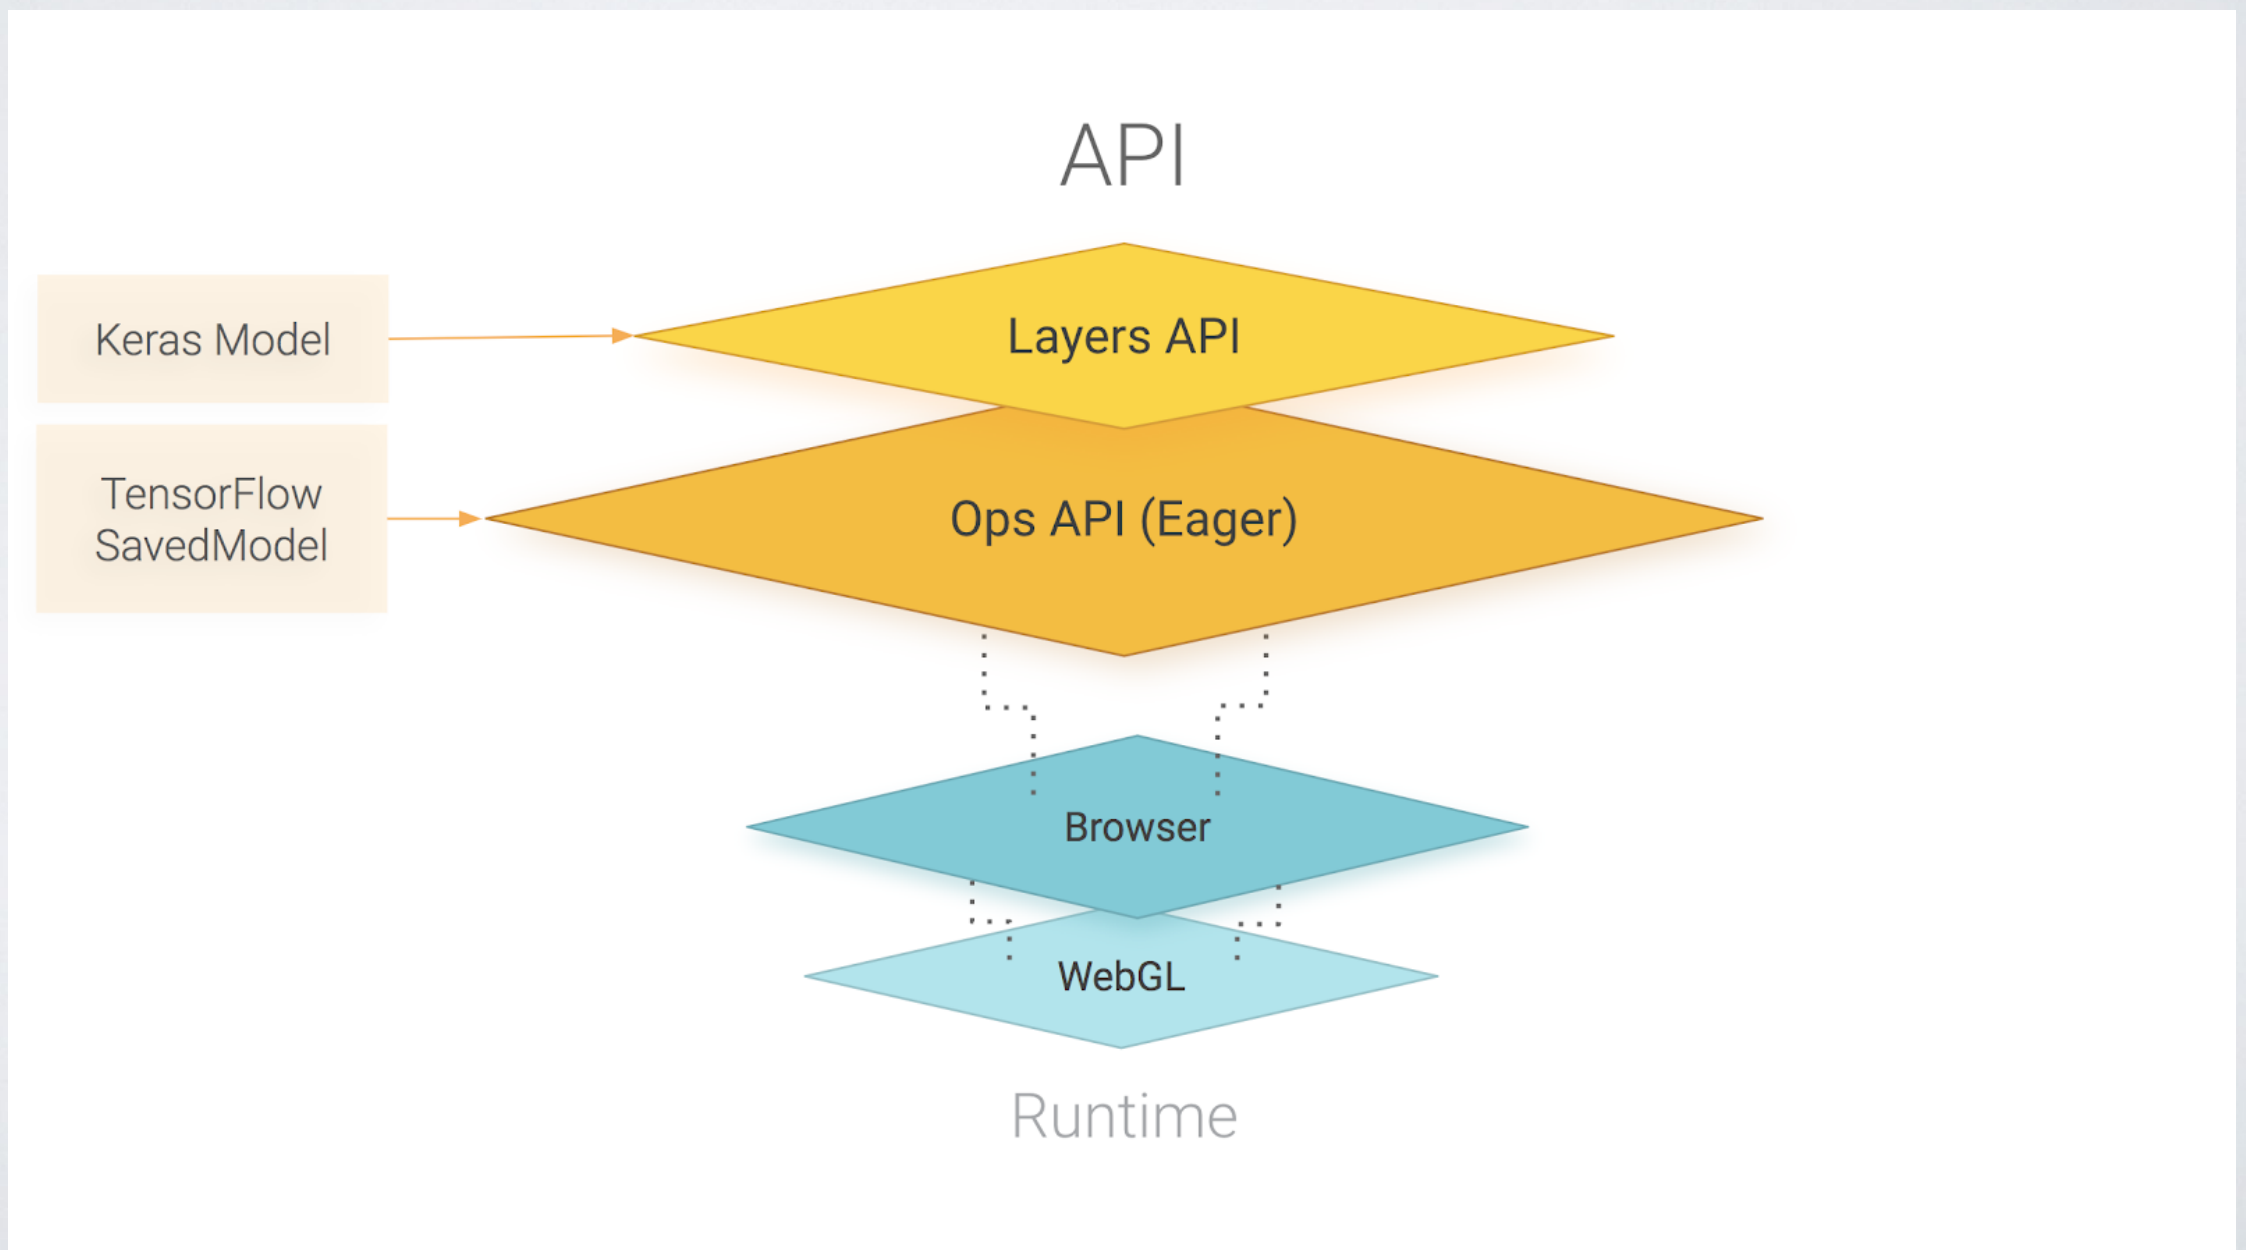 API
Keras Model
Layers API
TensorFlow
SavedModel
Ops API (Eager)
Browser
WebGL
Runtime